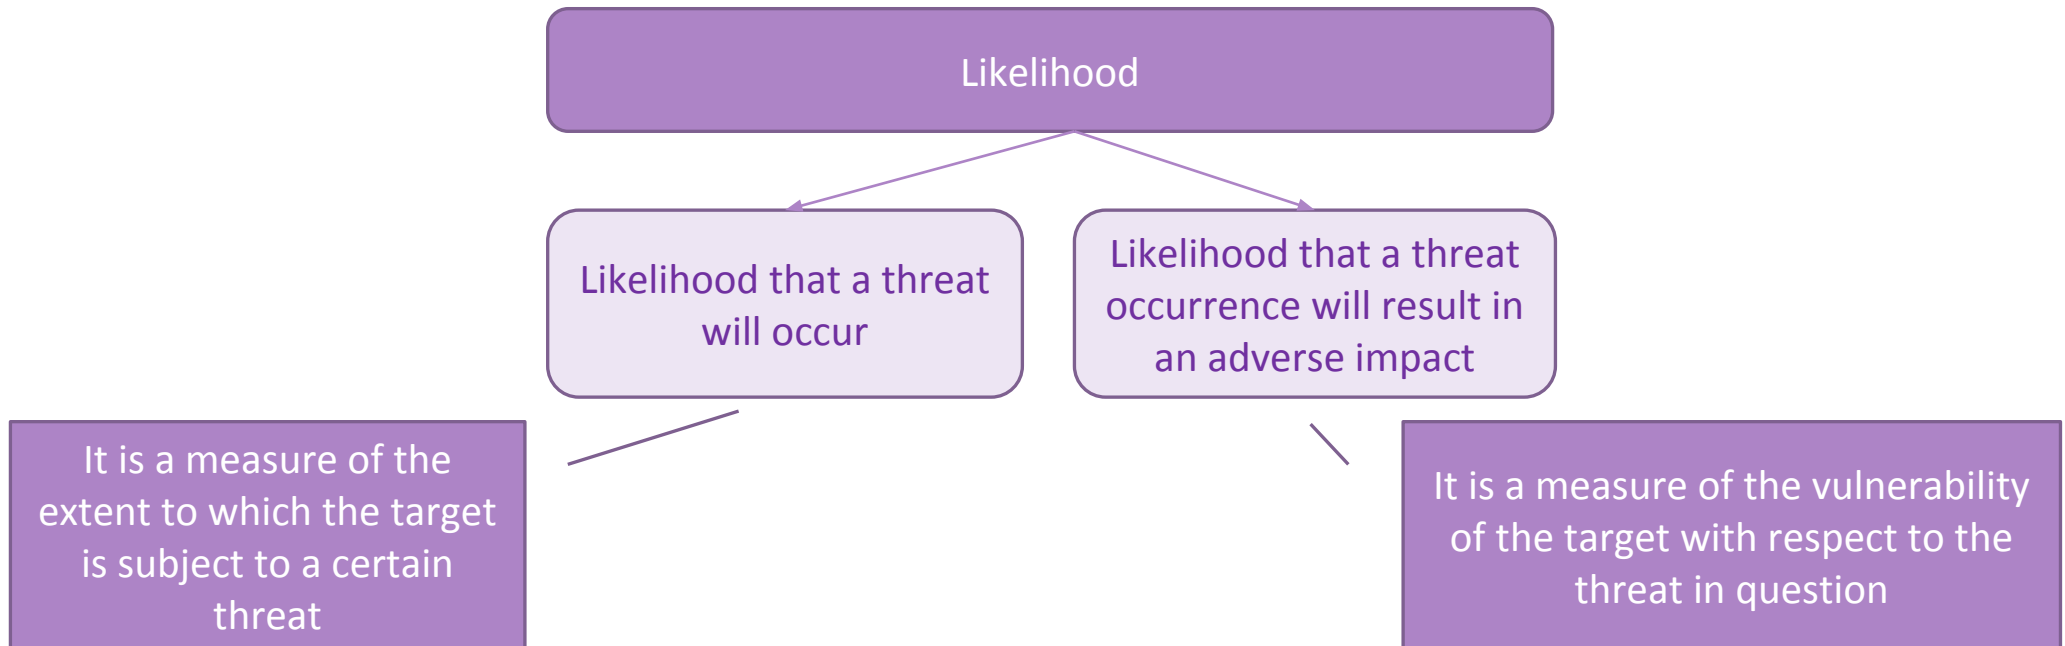 Likelihood
Likelihood that a threat
will occur
Likelihood that a threat
occurrence will result in
an adverse impact
It is a measure of the
extent to which the target
is subject to a certain
threat
It is a measure of the vulnerability
of the target with respect to the
threat in question